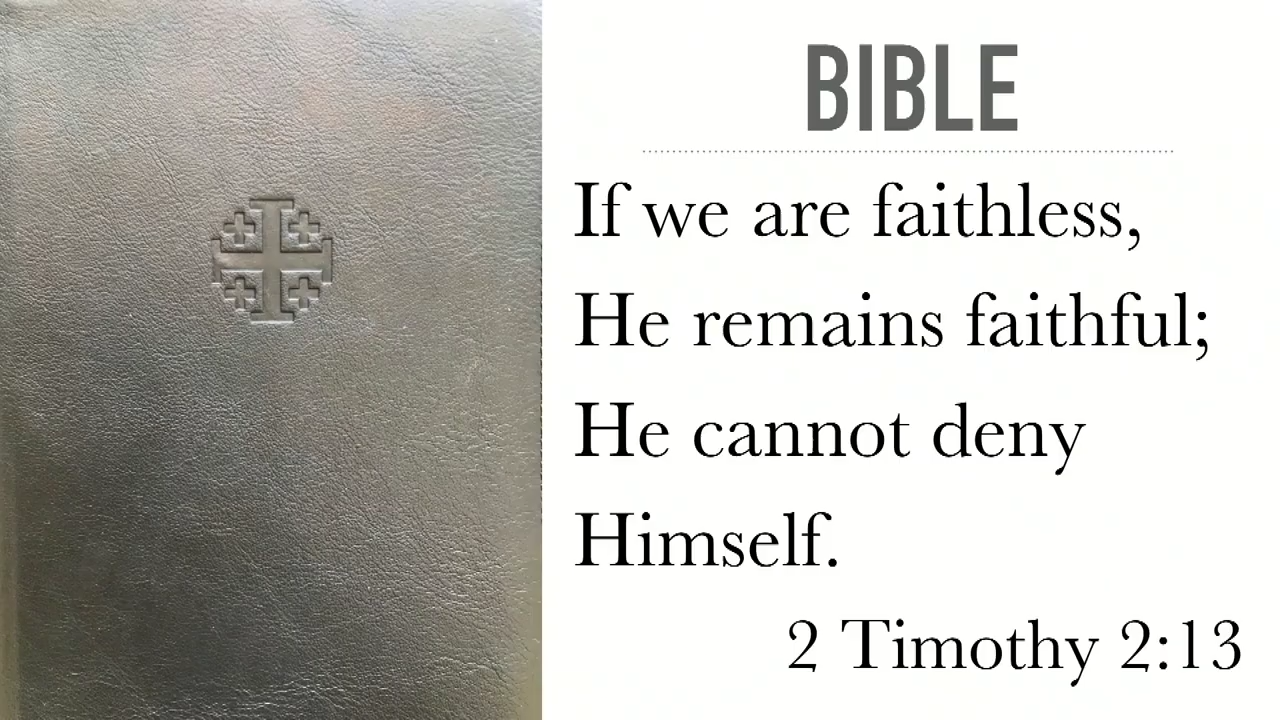 BIBLE
If we are faithless,
He remains faithful;
He cannot deny
Himself.
2 Timothy 2:13